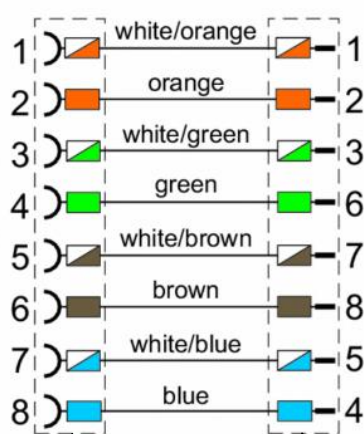 1 white/orange 1
2 orange 2
3 white/green 3
4 green 6
5 white/brown 7
6 brown 8
7 white/blue 5
8 blue 4